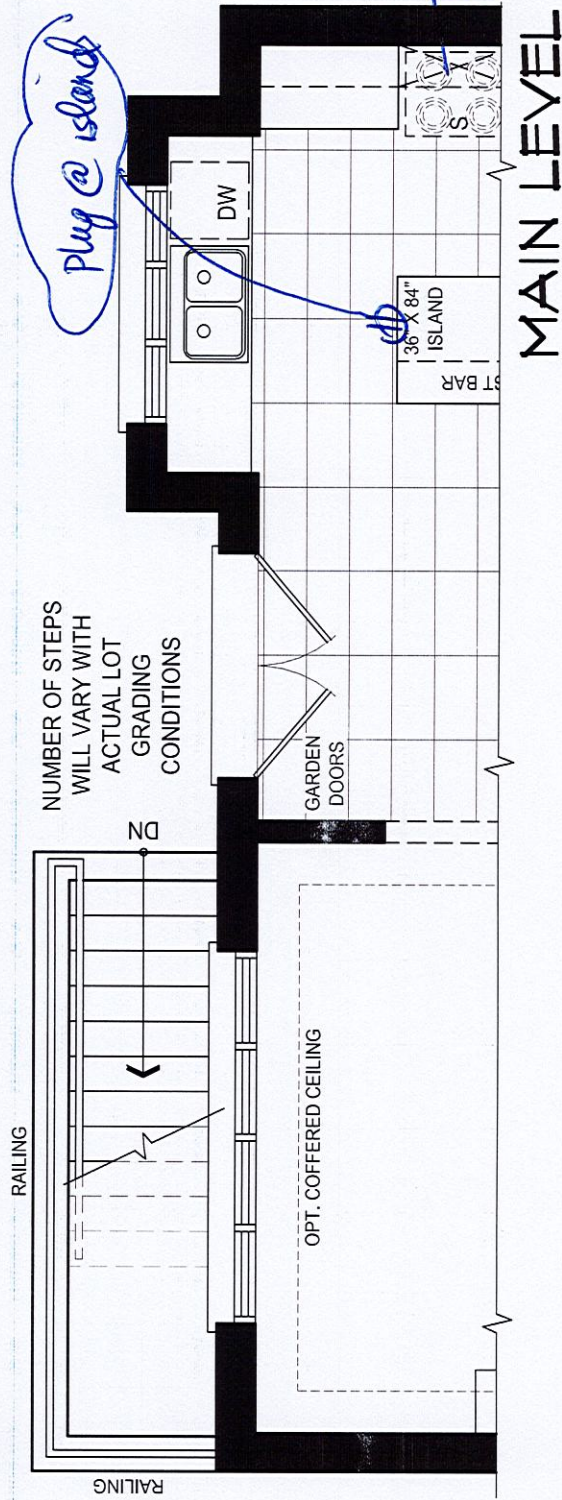 Plug @ island
RAILING
RAILING
NUMBER OF STEPS
WILL VARY WITH
ACTUAL LOT
GRADING
CONDITIONS
DN
DW
S
36" X 84"
ISLAND
ST BAR
GARDEN
DOORS
OPT. COFFERED CEILING
MAIN LEVEL